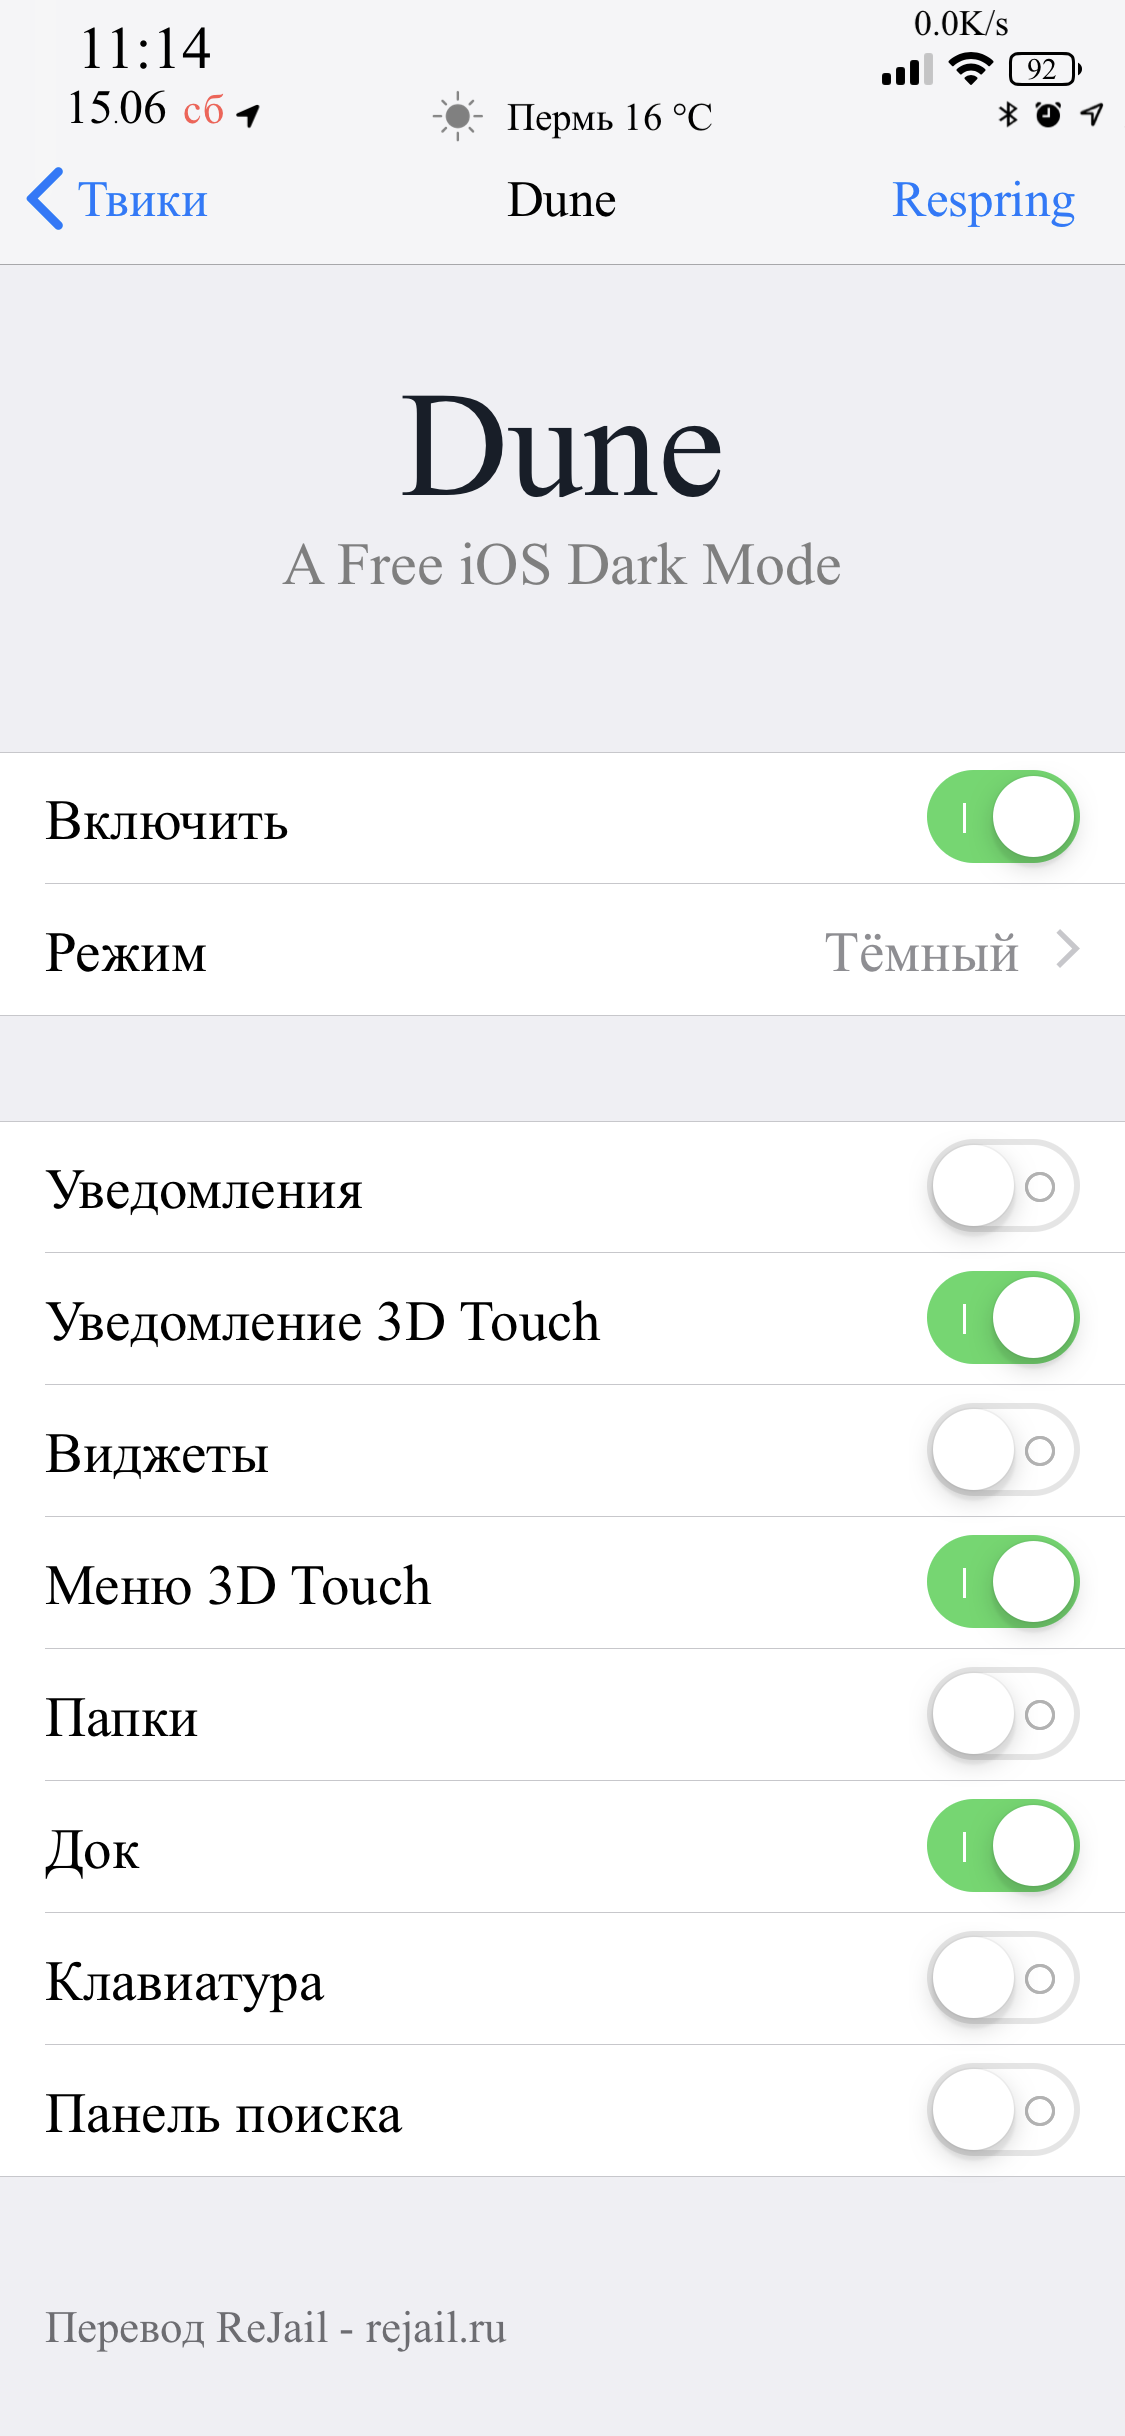 11:14
0.0K/s
92
15.06 сб
Пермь 16 °C
Твики
Dune
Respring
Dune
A Free iOS Dark Mode
Включить
Режим
Тёмный
Уведомления
Уведомление 3D Touch
Виджеты
Меню 3D Touch
Папки
Док
Клавиатура
Панель поиска
Перевод ReJail - rejail.ru